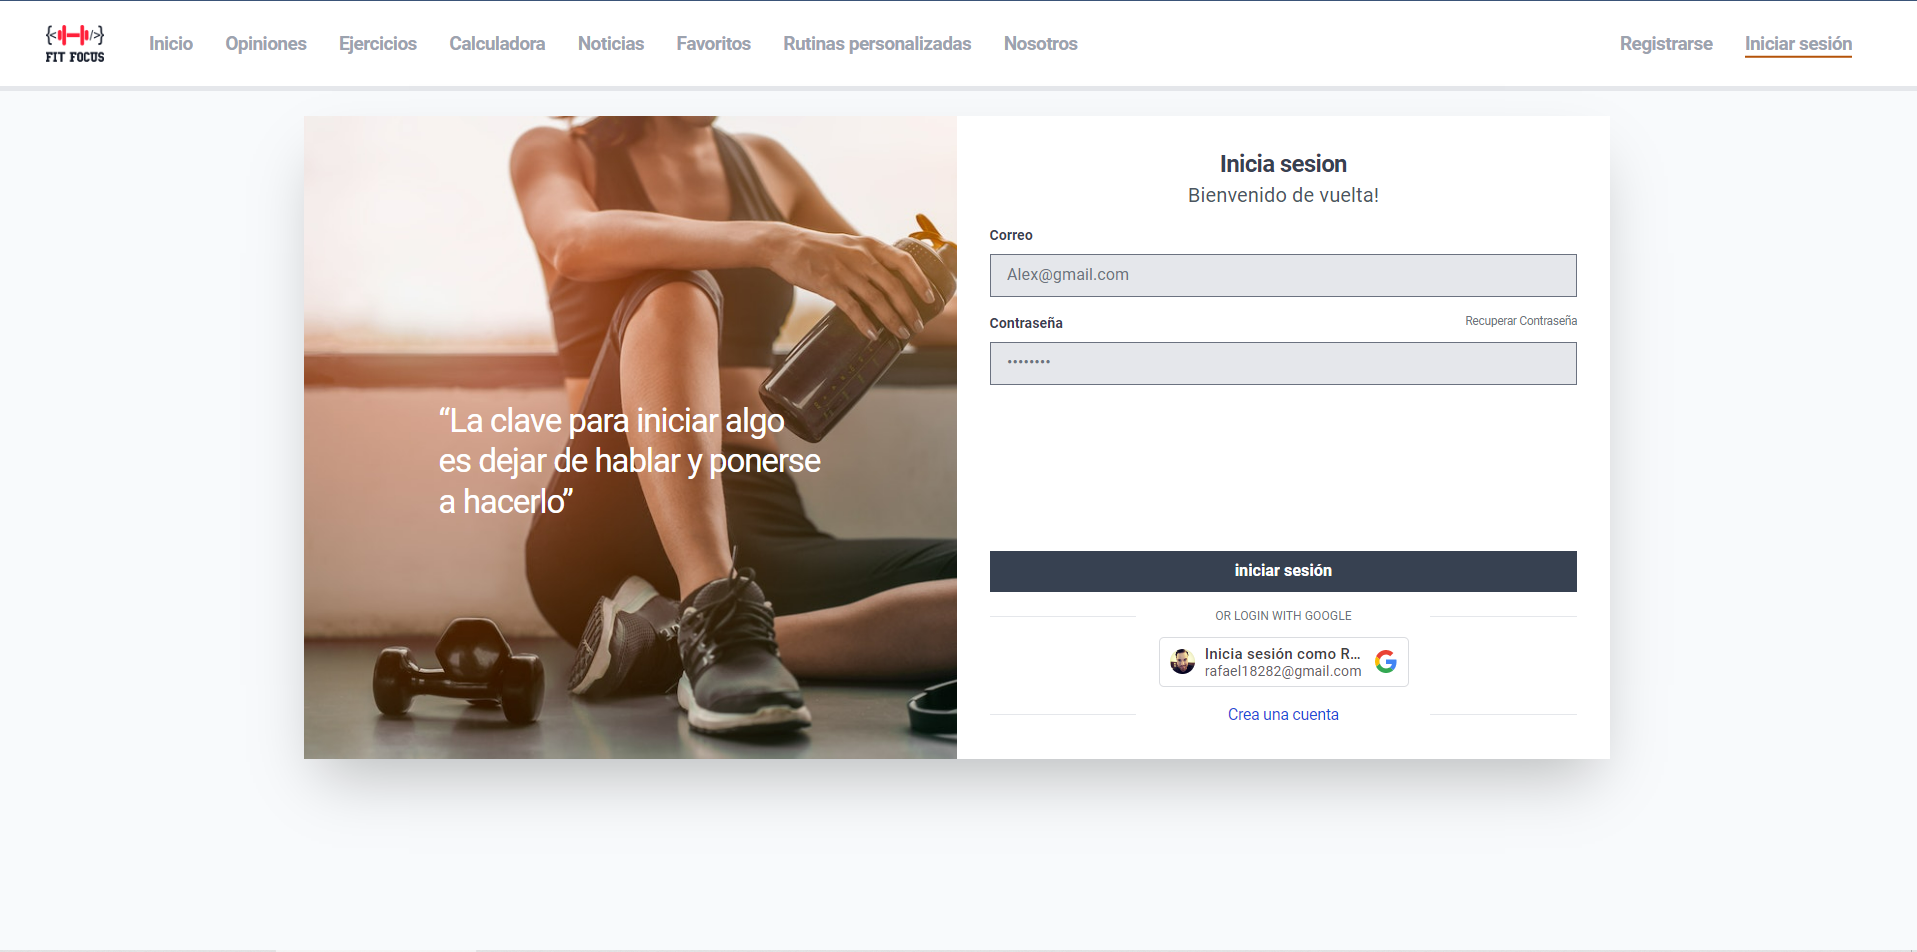 {<
/>}
FIT FOCUS
Inicio
Opiniones
Ejercicios
Calculadora
Noticias
Favoritos
Rutinas personalizadas
Nosotros
Registrarse
Iniciar sesión
“La clave para iniciar algo
es dejar de hablar y ponerse
a hacerlo”
Inicia sesion
Bienvenido de vuelta!
Correo
Alex@gmail.com
Contraseña
Recuperar Contraseña
••••••••
iniciar sesión
OR LOGIN WITH GOOGLE
Inicia sesión como R...
rafael18282@gmail.com
G
Crea una cuenta